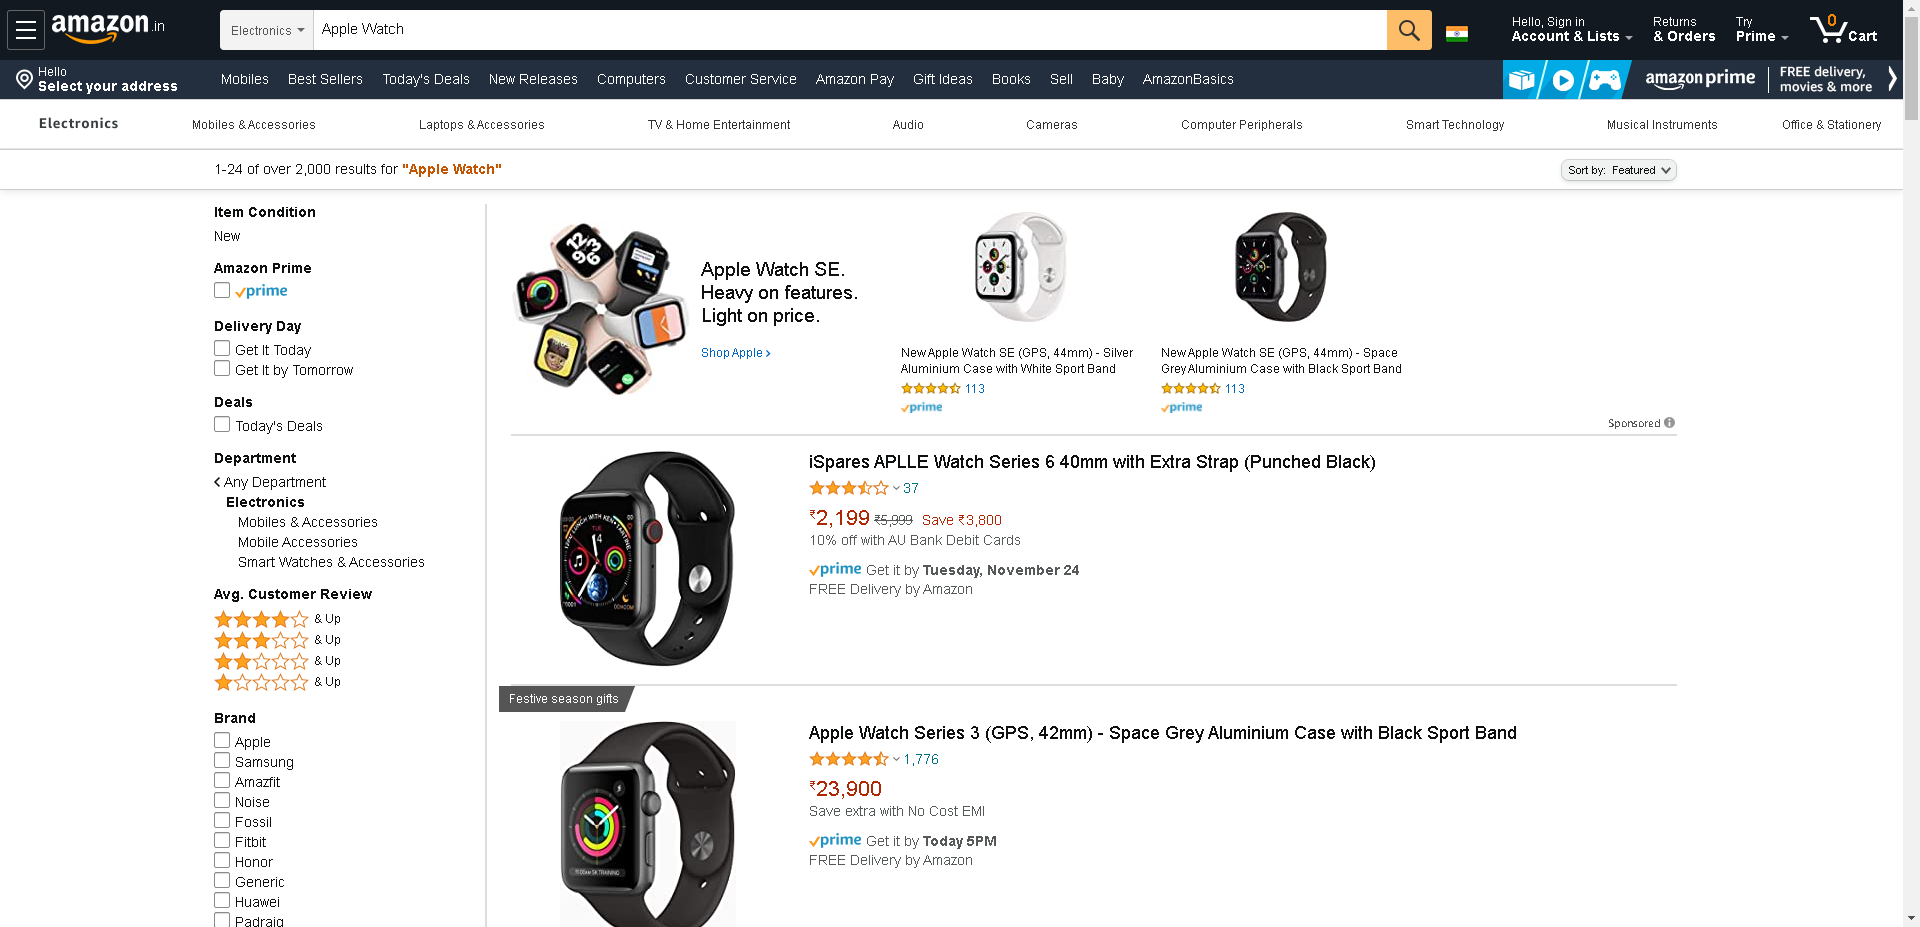 amazon.in
Electronics
Apple Watch
Hello, Sign in
Account & Lists
Returns
& Orders
Try
Prime
0
Cart
Hello
Select your address
Mobiles
Best Sellers
Today's Deals
New Releases
Computers
Customer Service
Amazon Pay
Gift Ideas
Books
Sell
Baby
AmazonBasics
amazon prime
FREE delivery,
movies & more
Electronics
Mobiles & Accessories
Laptops & Accessories
TV & Home Entertainment
Audio
Cameras
Computer Peripherals
Smart Technology
Musical Instruments
Office & Stationery
1-24 of over 2,000 results for "Apple Watch"
Sort by: Featured
Item Condition
New
Amazon Prime
prime
Delivery Day
Get It Today
Get It by Tomorrow
Deals
Today's Deals
Department
Any Department
Electronics
Mobiles & Accessories
Mobile Accessories
Smart Watches & Accessories
Avg. Customer Review
& Up
& Up
& Up
& Up
Brand
Apple
Samsung
Amazfit
Noise
Fossil
Fitbit
Honor
Generic
Huawei
Padraig
Apple Watch SE.
Heavy on features.
Light on price.
Shop Apple ›
New Apple Watch SE (GPS, 44mm) - Silver
Aluminium Case with White Sport Band
113
prime
New Apple Watch SE (GPS, 44mm) - Space
Grey Aluminium Case with Black Sport Band
113
prime
Sponsored
iSpares APLLE Watch Series 6 40mm with Extra Strap (Punched Black)
37
₹2,199 ₹5,999 Save ₹3,800
10% off with AU Bank Debit Cards
prime Get it by Tuesday, November 24
FREE Delivery by Amazon
Festive season gifts
Apple Watch Series 3 (GPS, 42mm) - Space Grey Aluminium Case with Black Sport Band
1,776
₹23,900
Save extra with No Cost EMI
prime Get it by Today 5PM
FREE Delivery by Amazon